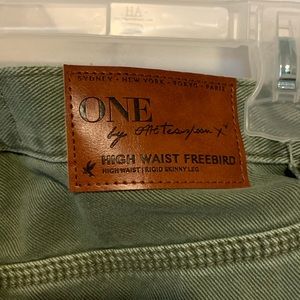 SYDNEY · NEW YORK · TOKYO · PARIS
ONE
by
HIGH WAIST FREEBIRD
HIGH WAIST | RIGID SKINNY LEG